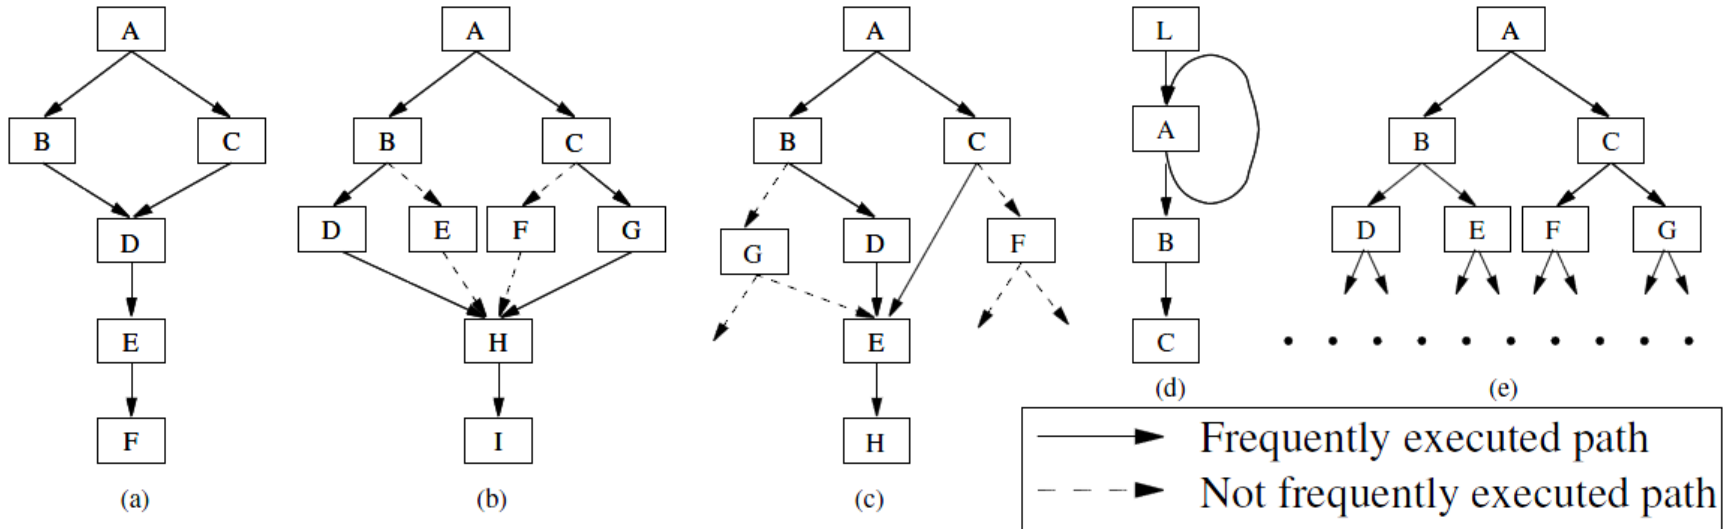 A
B C
D
E
F
(a)
A
B C
D E F G
H
I
(b)
A
B C
G D F
E
H
(c)
L
A
B
C
(d)
A
B C
D E F G
(e)
Frequently executed path
Not frequently executed path